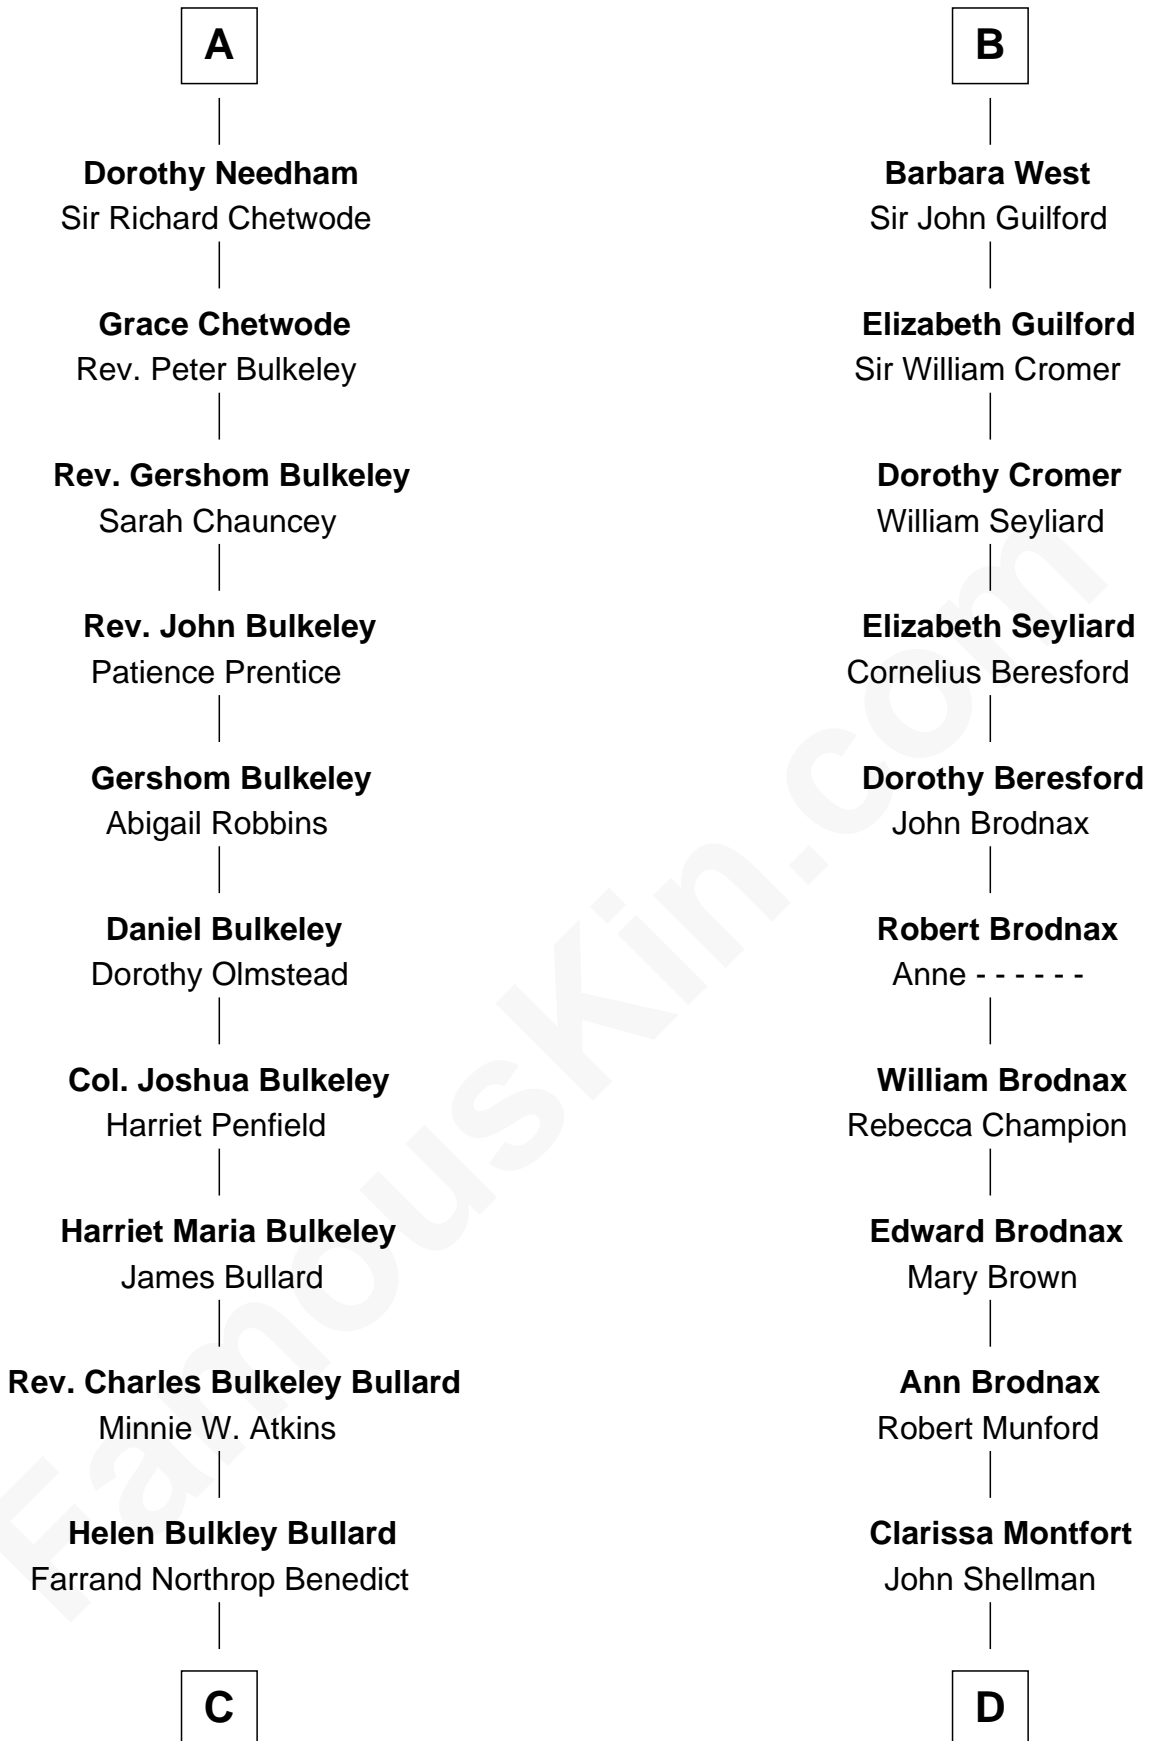 A
Dorothy Needham
Sir Richard Chetwode
Grace Chetwode
Rev. Peter Bulkeley
Rev. Gershom Bulkeley
Sarah Chauncey
Rev. John Bulkeley
Patience Prentice
Gershom Bulkeley
Abigail Robbins
Daniel Bulkeley
Dorothy Olmstead
Col. Joshua Bulkeley
Harriet Penfield
Harriet Maria Bulkeley
James Bullard
Rev. Charles Bulkeley Bullard
Minnie W. Atkins
Helen Bulkley Bullard
Farrand Northrop Benedict
C
B
Barbara West
Sir John Guilford
Elizabeth Guilford
Sir William Cromer
Dorothy Cromer
William Seyliard
Elizabeth Seyliard
Cornelius Beresford
Dorothy Beresford
John Brodnax
Robert Brodnax
Anne - - - - - -
William Brodnax
Rebecca Champion
Edward Brodnax
Mary Brown
Ann Brodnax
Robert Munford
Clarissa Montfort
John Shellman
D
FamousKin.com